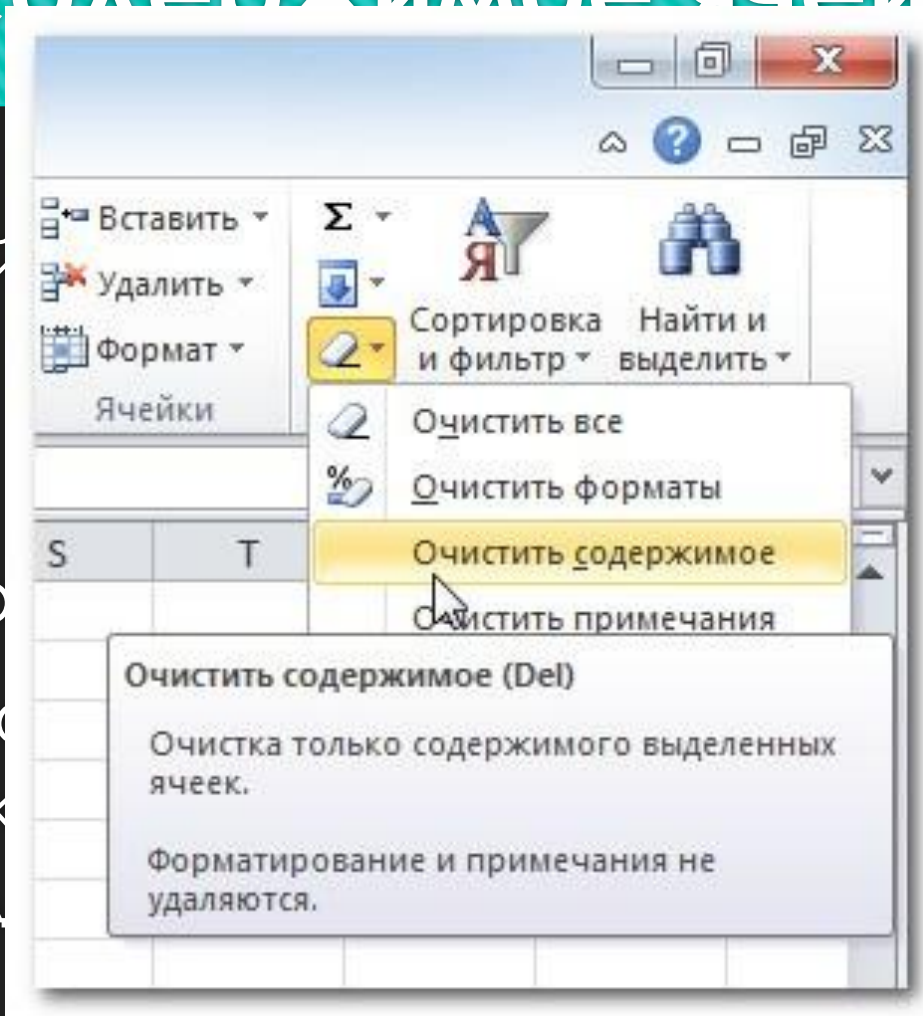 Вставить
Σ
Удалить
Формат
Сортировка
и фильтр
Найти и
выделить
Ячейки
Очистить все
Очистить форматы
S T
Очистить содержимое
Очистить примечания
Очистить содержимое (Del)
Очистка только содержимого выделенных
ячеек.
Форматирование и примечания не
удаляются.